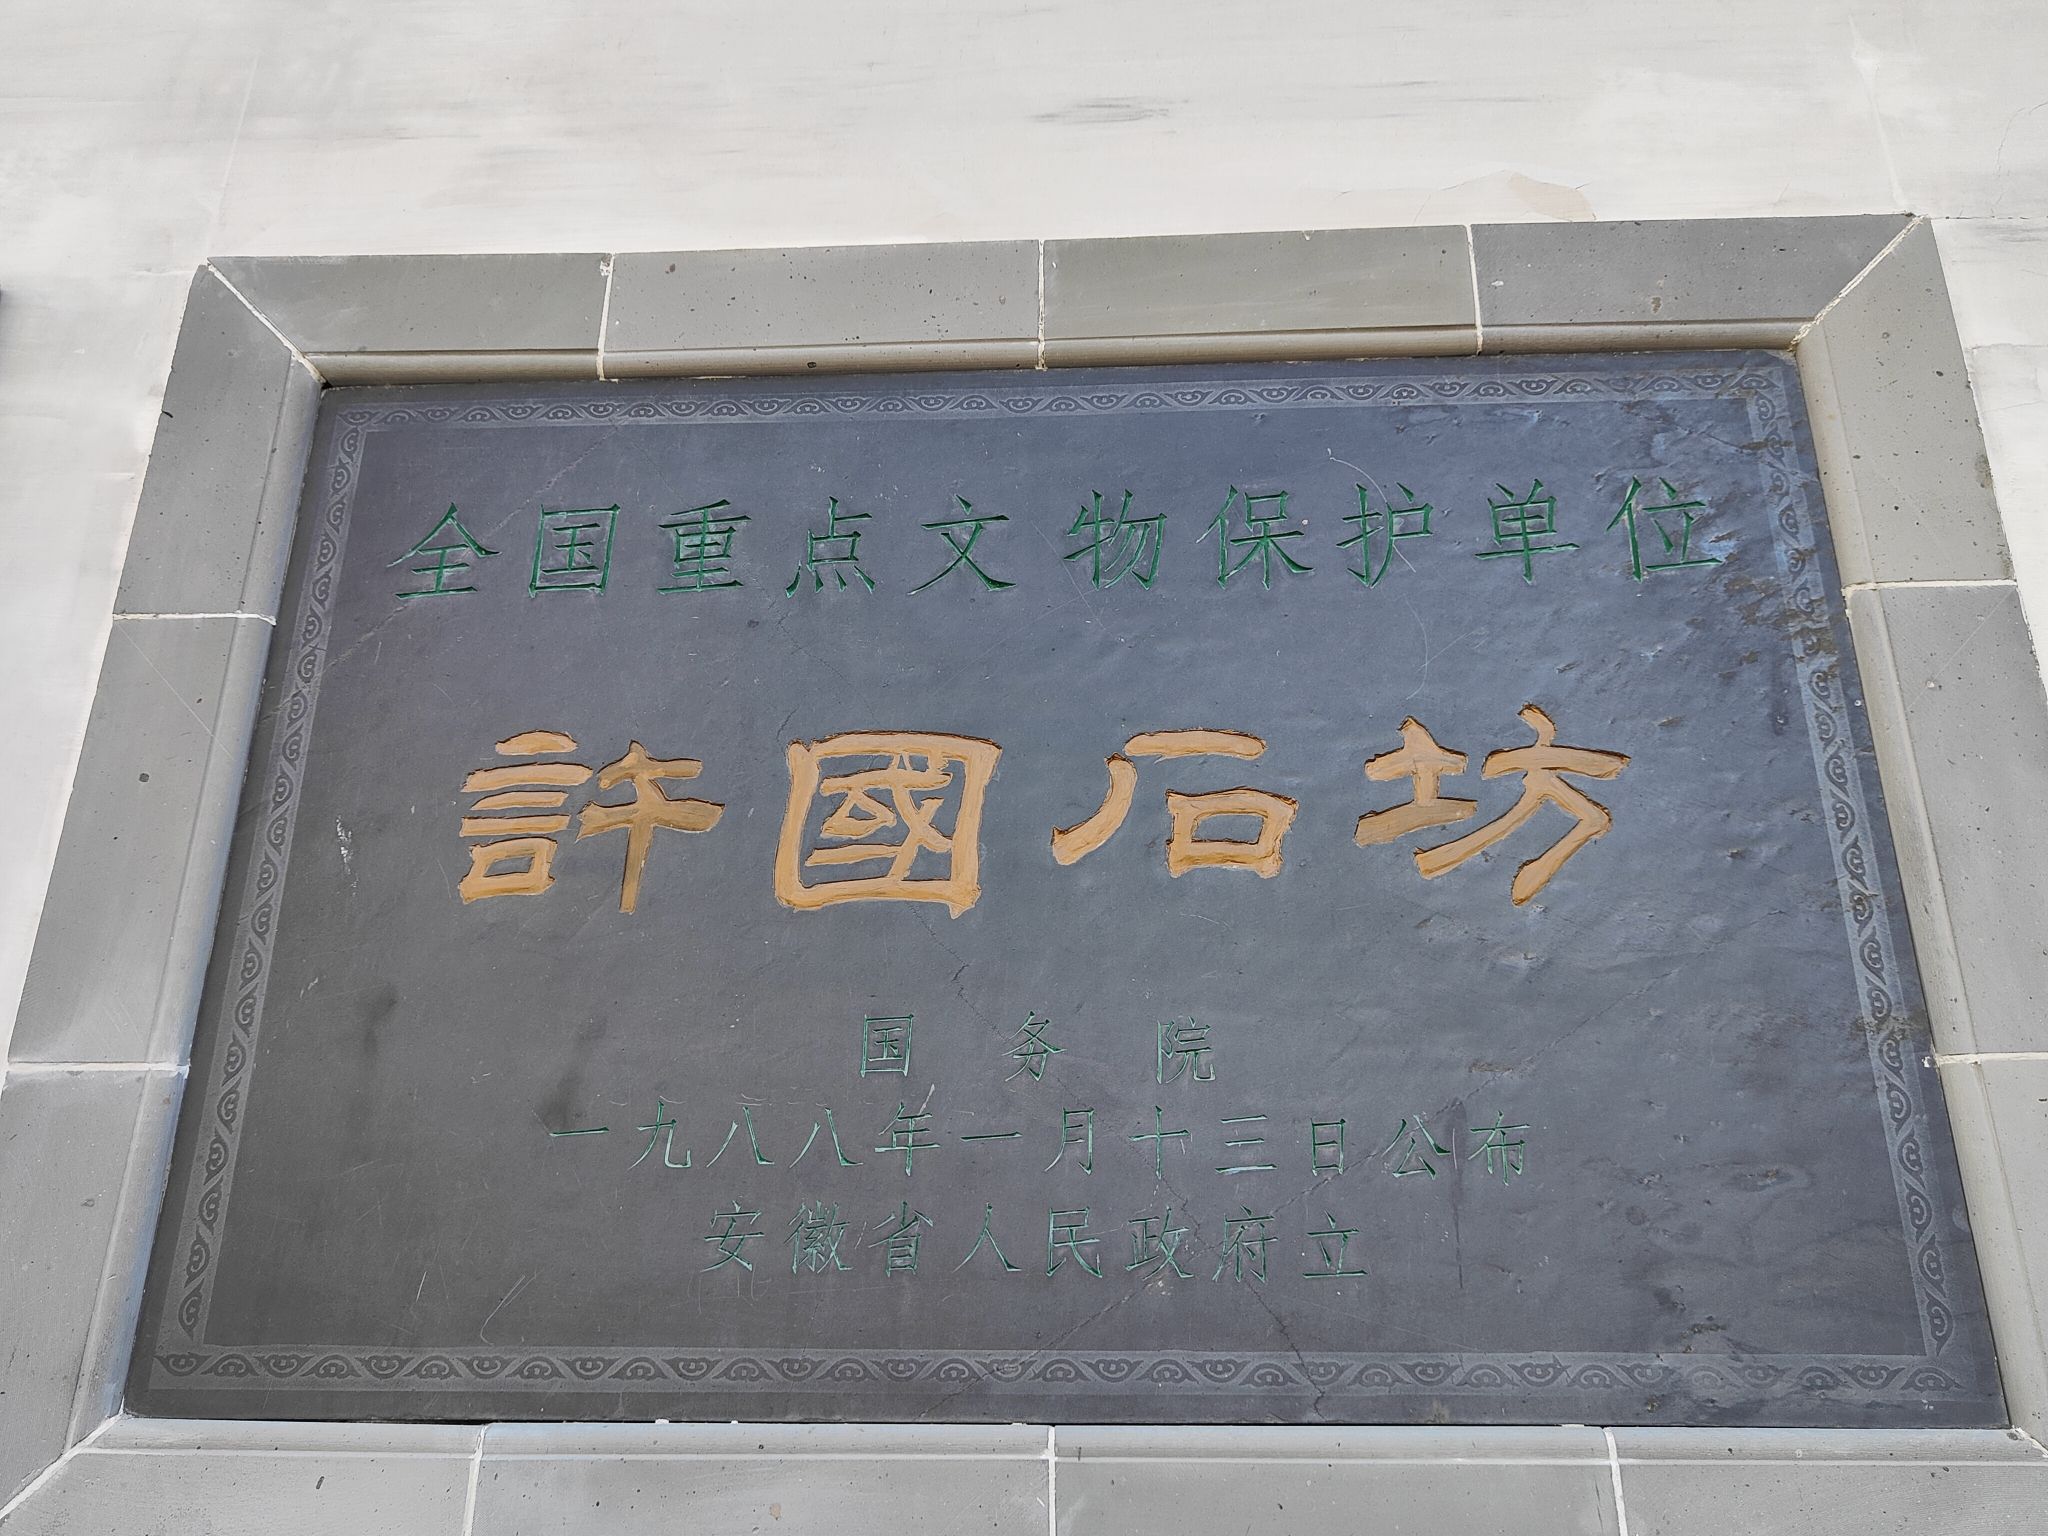 全国重点文物保护单位
許國石坊
国务院
一九八八年一月十三日公布
安徽省人民政府立